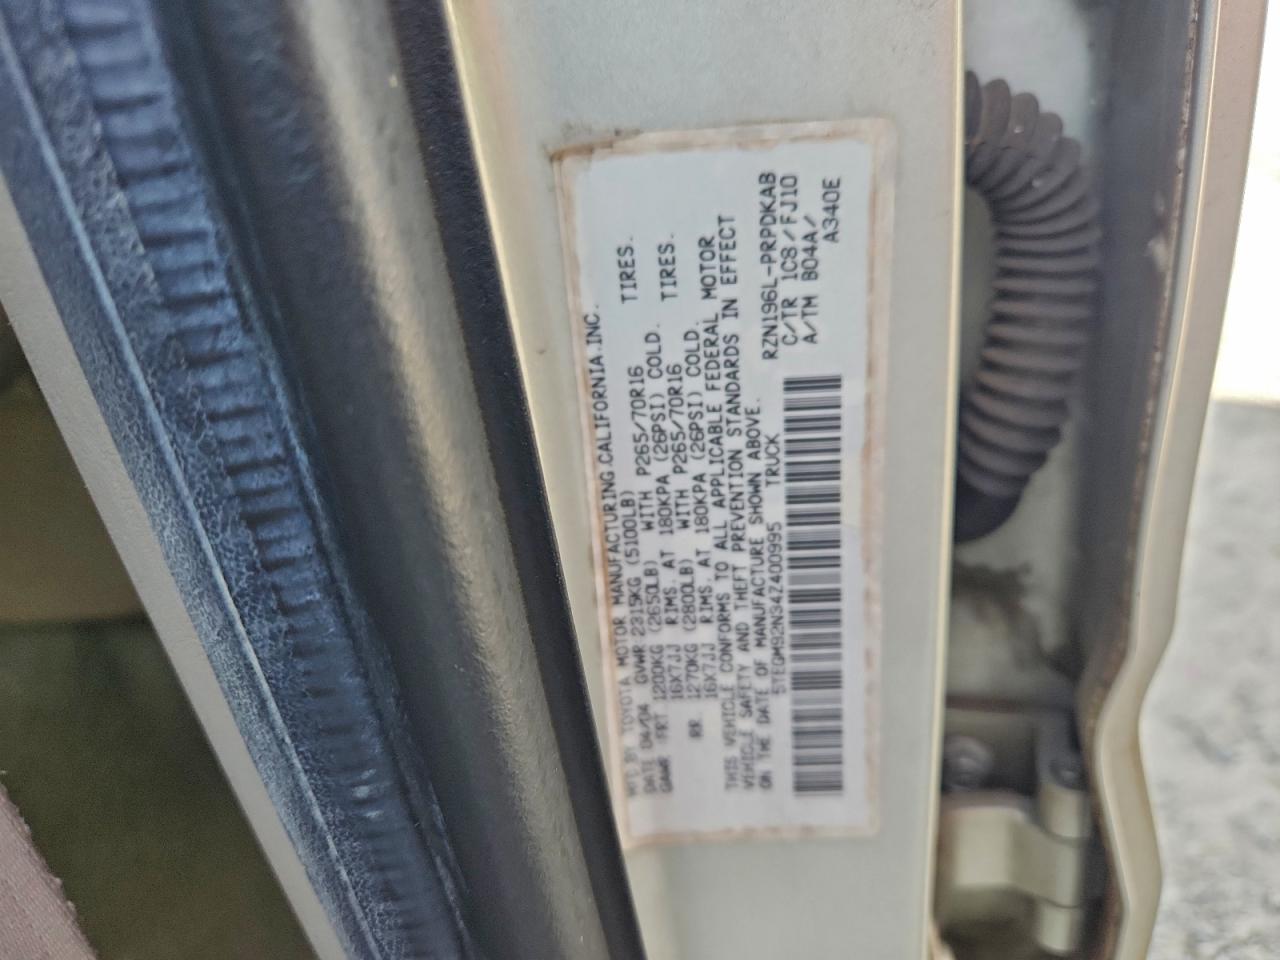 MFD BY TOYOTA MOTOR MANUFACTURING.CALIFORNIA.INC.
DATE 04/04 GVWR 2315KG (5100LB)
GAWR FRT. 1200KG (2650LB) WITH P265/70R16 TIRES.
16X7JJ RIMS. AT 180KPA (26PSI) COLD.
RR. 1270KG (2800LB) WITH P265/70R16 TIRES.
16X7JJ RIMS. AT 180KPA (26PSI) COLD.
THIS VEHICLE CONFORMS TO ALL APPLICABLE FEDERAL MOTOR
VEHICLE SAFETY AND THEFT PREVENTION STANDARDS IN EFFECT
ON THE DATE OF MANUFACTURE SHOWN ABOVE.
5TEGM92N34Z400995 TRUCK
RZN196L-PRPDKAB
C/TR 1C8/FJ10
A/TM B04A/
A340E